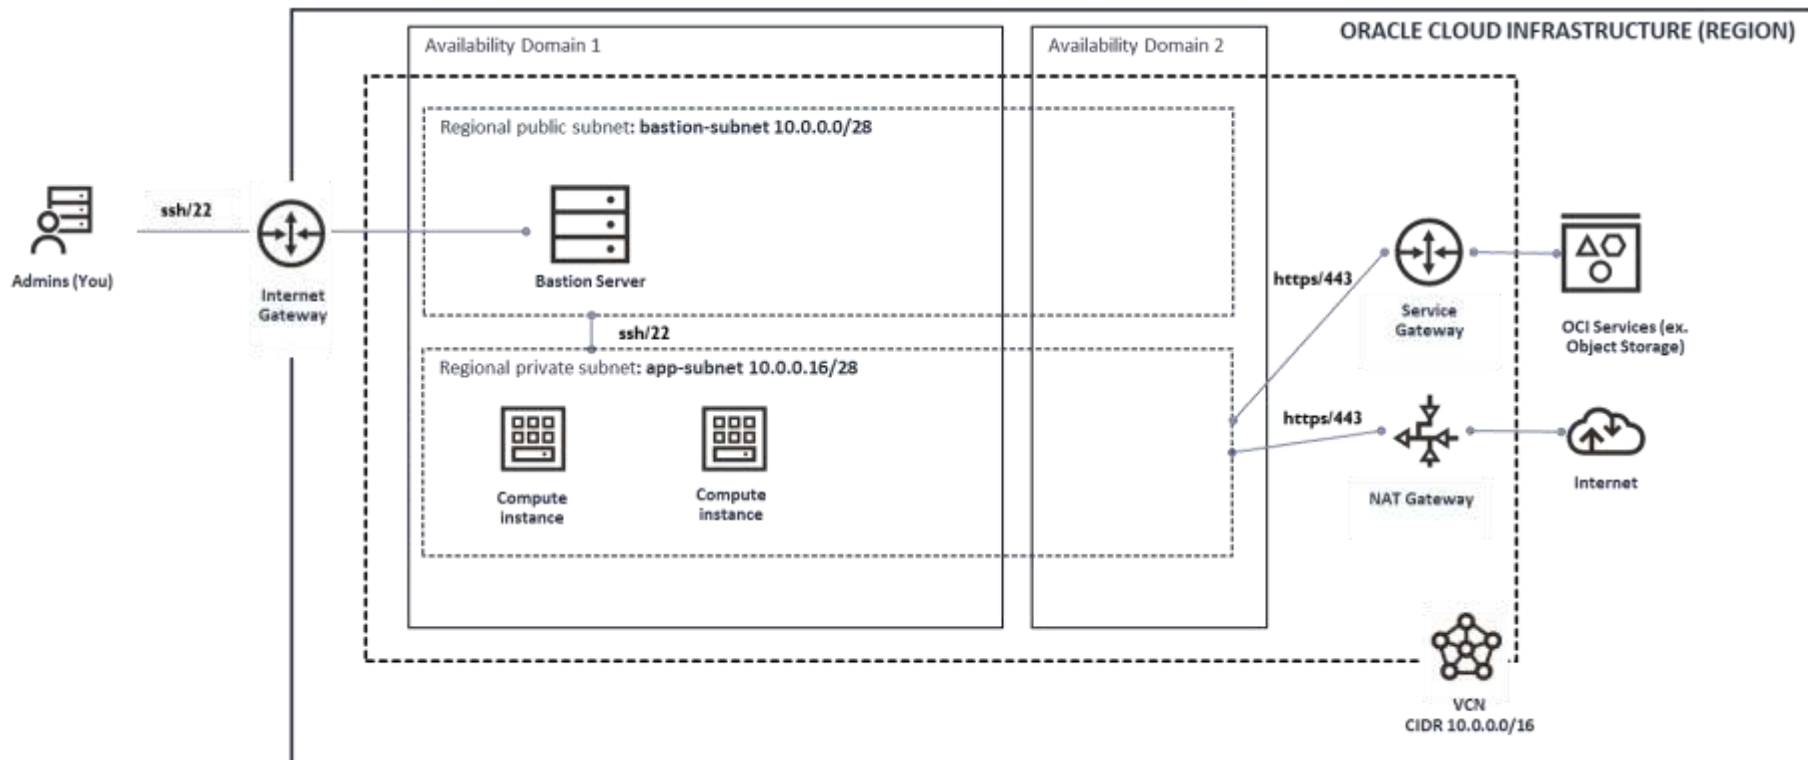 ORACLE CLOUD INFRASTRUCTURE (REGION)
Availability Domain 1
Availability Domain 2
Regional public subnet: bastion-subnet 10.0.0.0/28
ssh/22
Admins (You)
Internet
Gateway
Bastion Server
ssh/22
Regional private subnet: app-subnet 10.0.0.16/28
Compute
instance
Compute
instance
https/443
Service
Gateway
OCI Services (ex.
Object Storage)
https/443
NAT Gateway
Internet
VCN
CIDR 10.0.0.0/16